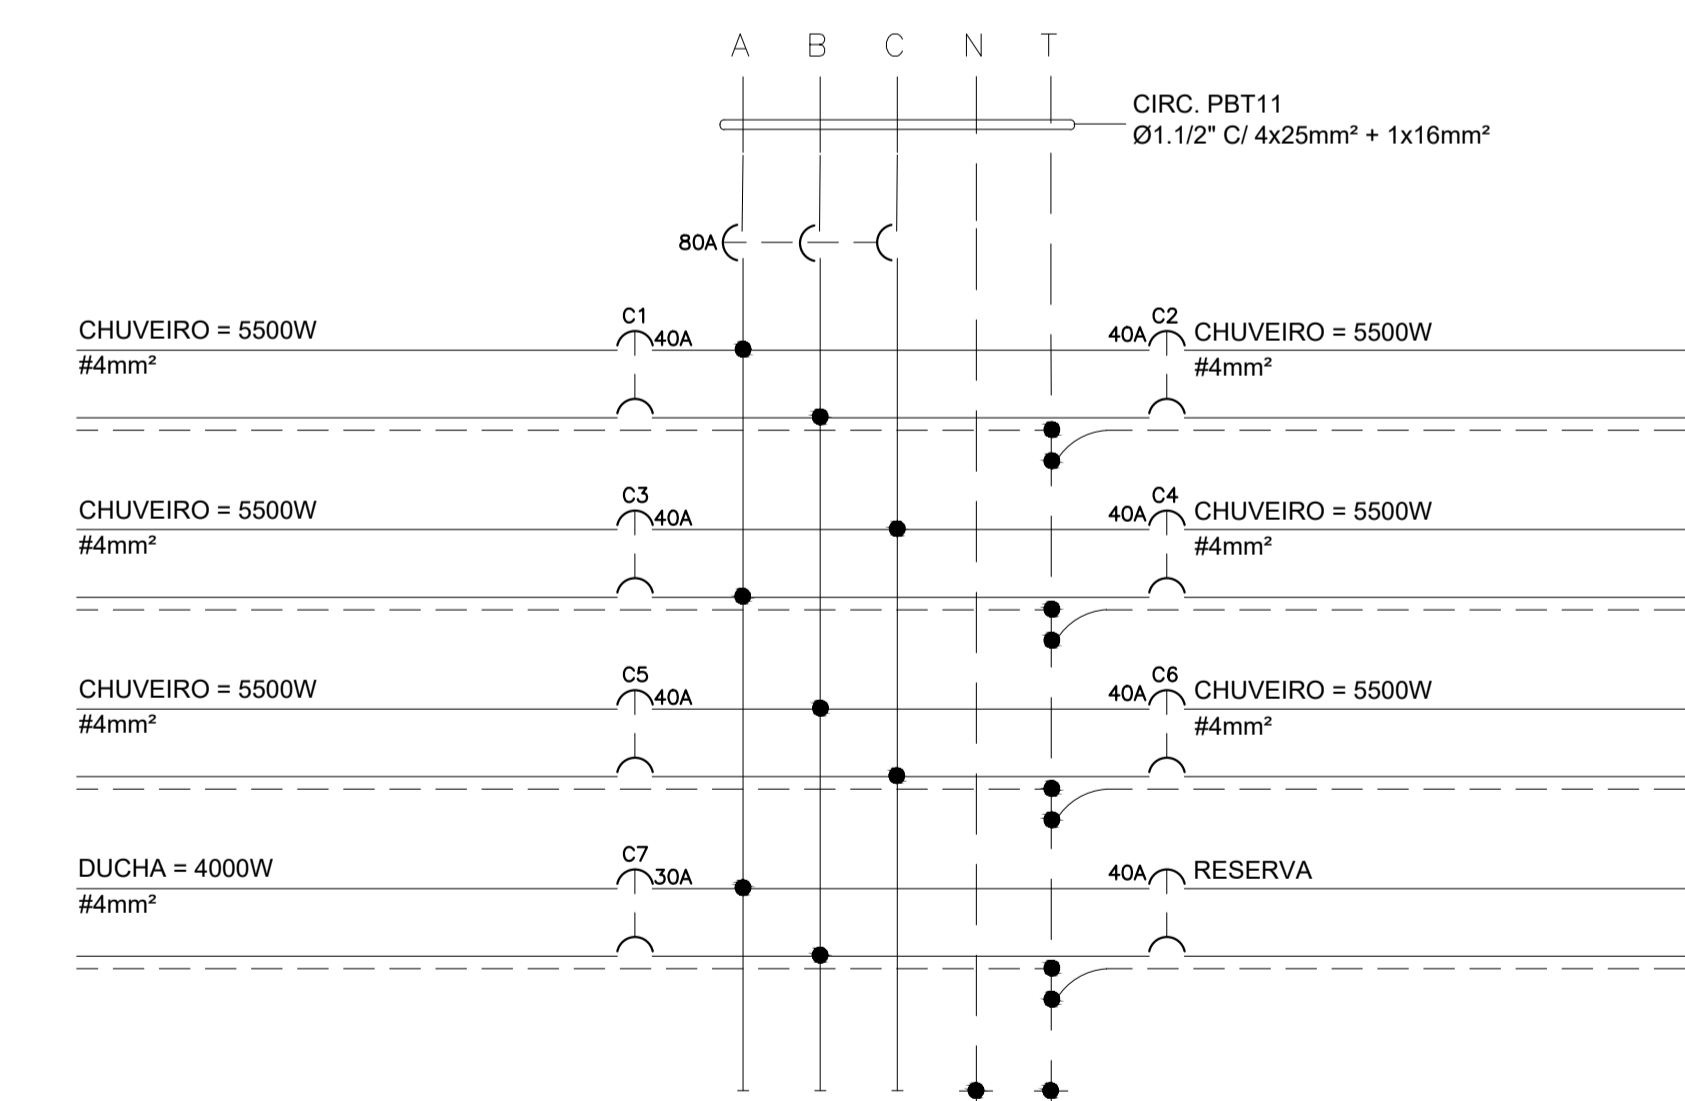 A B C N T
CIRC. PBT11
Ø1.1/2" C/ 4x25mm² + 1x16mm²
80A
CHUVEIRO = 5500W
#4mm²
C1
40A
C2
40A
CHUVEIRO = 5500W
#4mm²
CHUVEIRO = 5500W
#4mm²
C3
40A
C4
40A
CHUVEIRO = 5500W
#4mm²
CHUVEIRO = 5500W
#4mm²
C5
40A
C6
40A
CHUVEIRO = 5500W
#4mm²
DUCHA = 4000W
#4mm²
C7
30A
40A
RESERVA